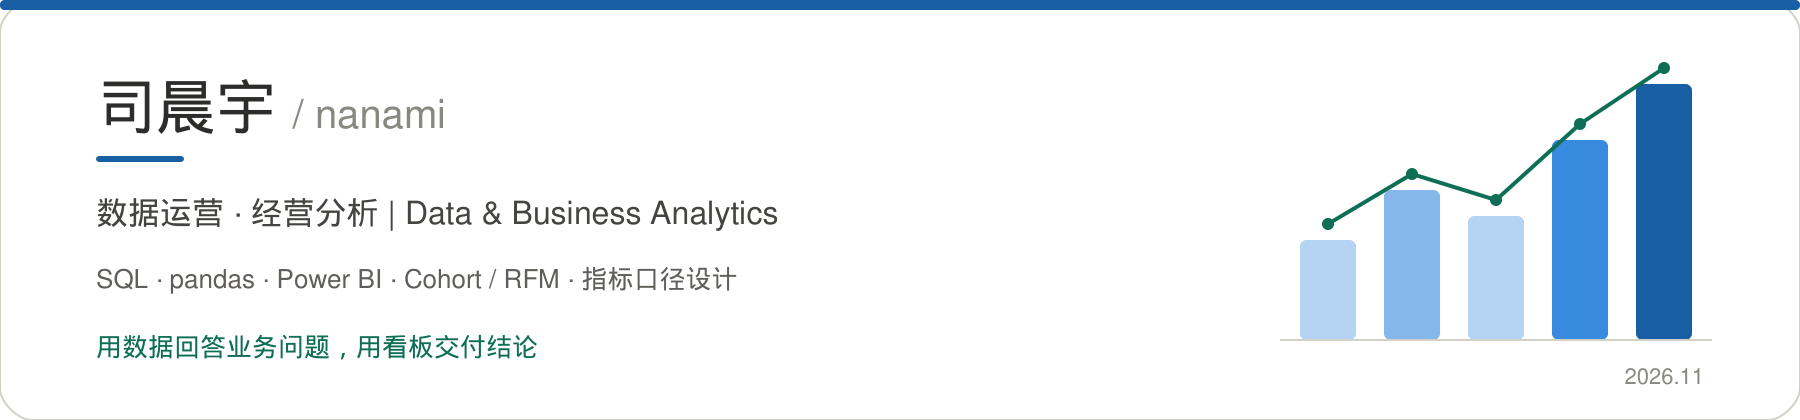 司晨宇 / nanami
数据运营 · 经营分析 | Data & Business Analytics
SQL · pandas · Power BI · Cohort / RFM · 指标口径设计
用数据回答业务问题，用看板交付结论
2026.11